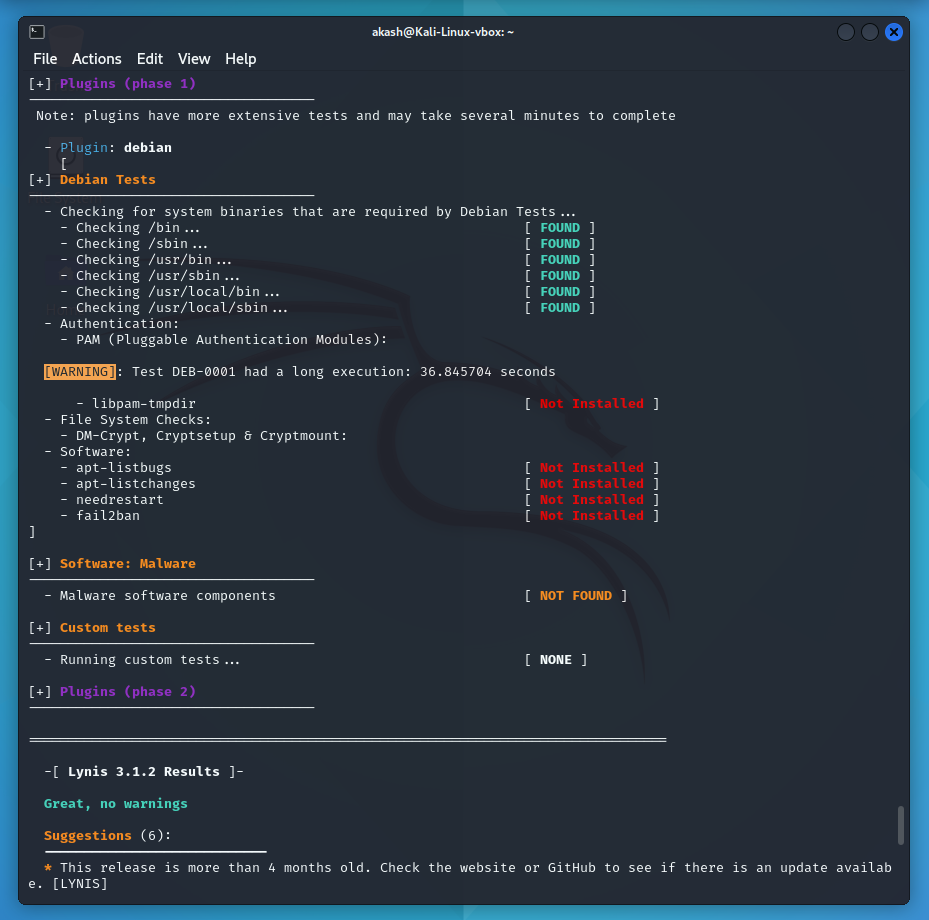 akash@Kali-Linux-vbox: ~
File Actions Edit View Help
[+] Plugins (phase 1)
Note: plugins have more extensive tests and may take several minutes to complete
- Plugin: debian
[
[+] Debian Tests
- Checking for system binaries that are required by Debian Tests...
- Checking /bin... [ FOUND ]
- Checking /sbin... [ FOUND ]
- Checking /usr/bin... [ FOUND ]
- Checking /usr/sbin... [ FOUND ]
- Checking /usr/local/bin... [ FOUND ]
- Checking /usr/local/sbin... [ FOUND ]
- Authentication:
- PAM (Pluggable Authentication Modules):
[WARNING]: Test DEB-0001 had a long execution: 36.845704 seconds
- libpam-tmpdir [ Not Installed ]
- File System Checks:
- DM-Crypt, Cryptsetup & Cryptmount:
- Software:
- apt-listbugs [ Not Installed ]
- apt-listchanges [ Not Installed ]
- needrestart [ Not Installed ]
- fail2ban [ Not Installed ]
]
[+] Software: Malware
- Malware software components [ NOT FOUND ]
[+] Custom tests
- Running custom tests... [ NONE ]
[+] Plugins (phase 2)
-[ Lynis 3.1.2 Results ]-
Great, no warnings
Suggestions (6):
* This release is more than 4 months old. Check the website or GitHub to see if there is an update availab
e. [LYNIS]